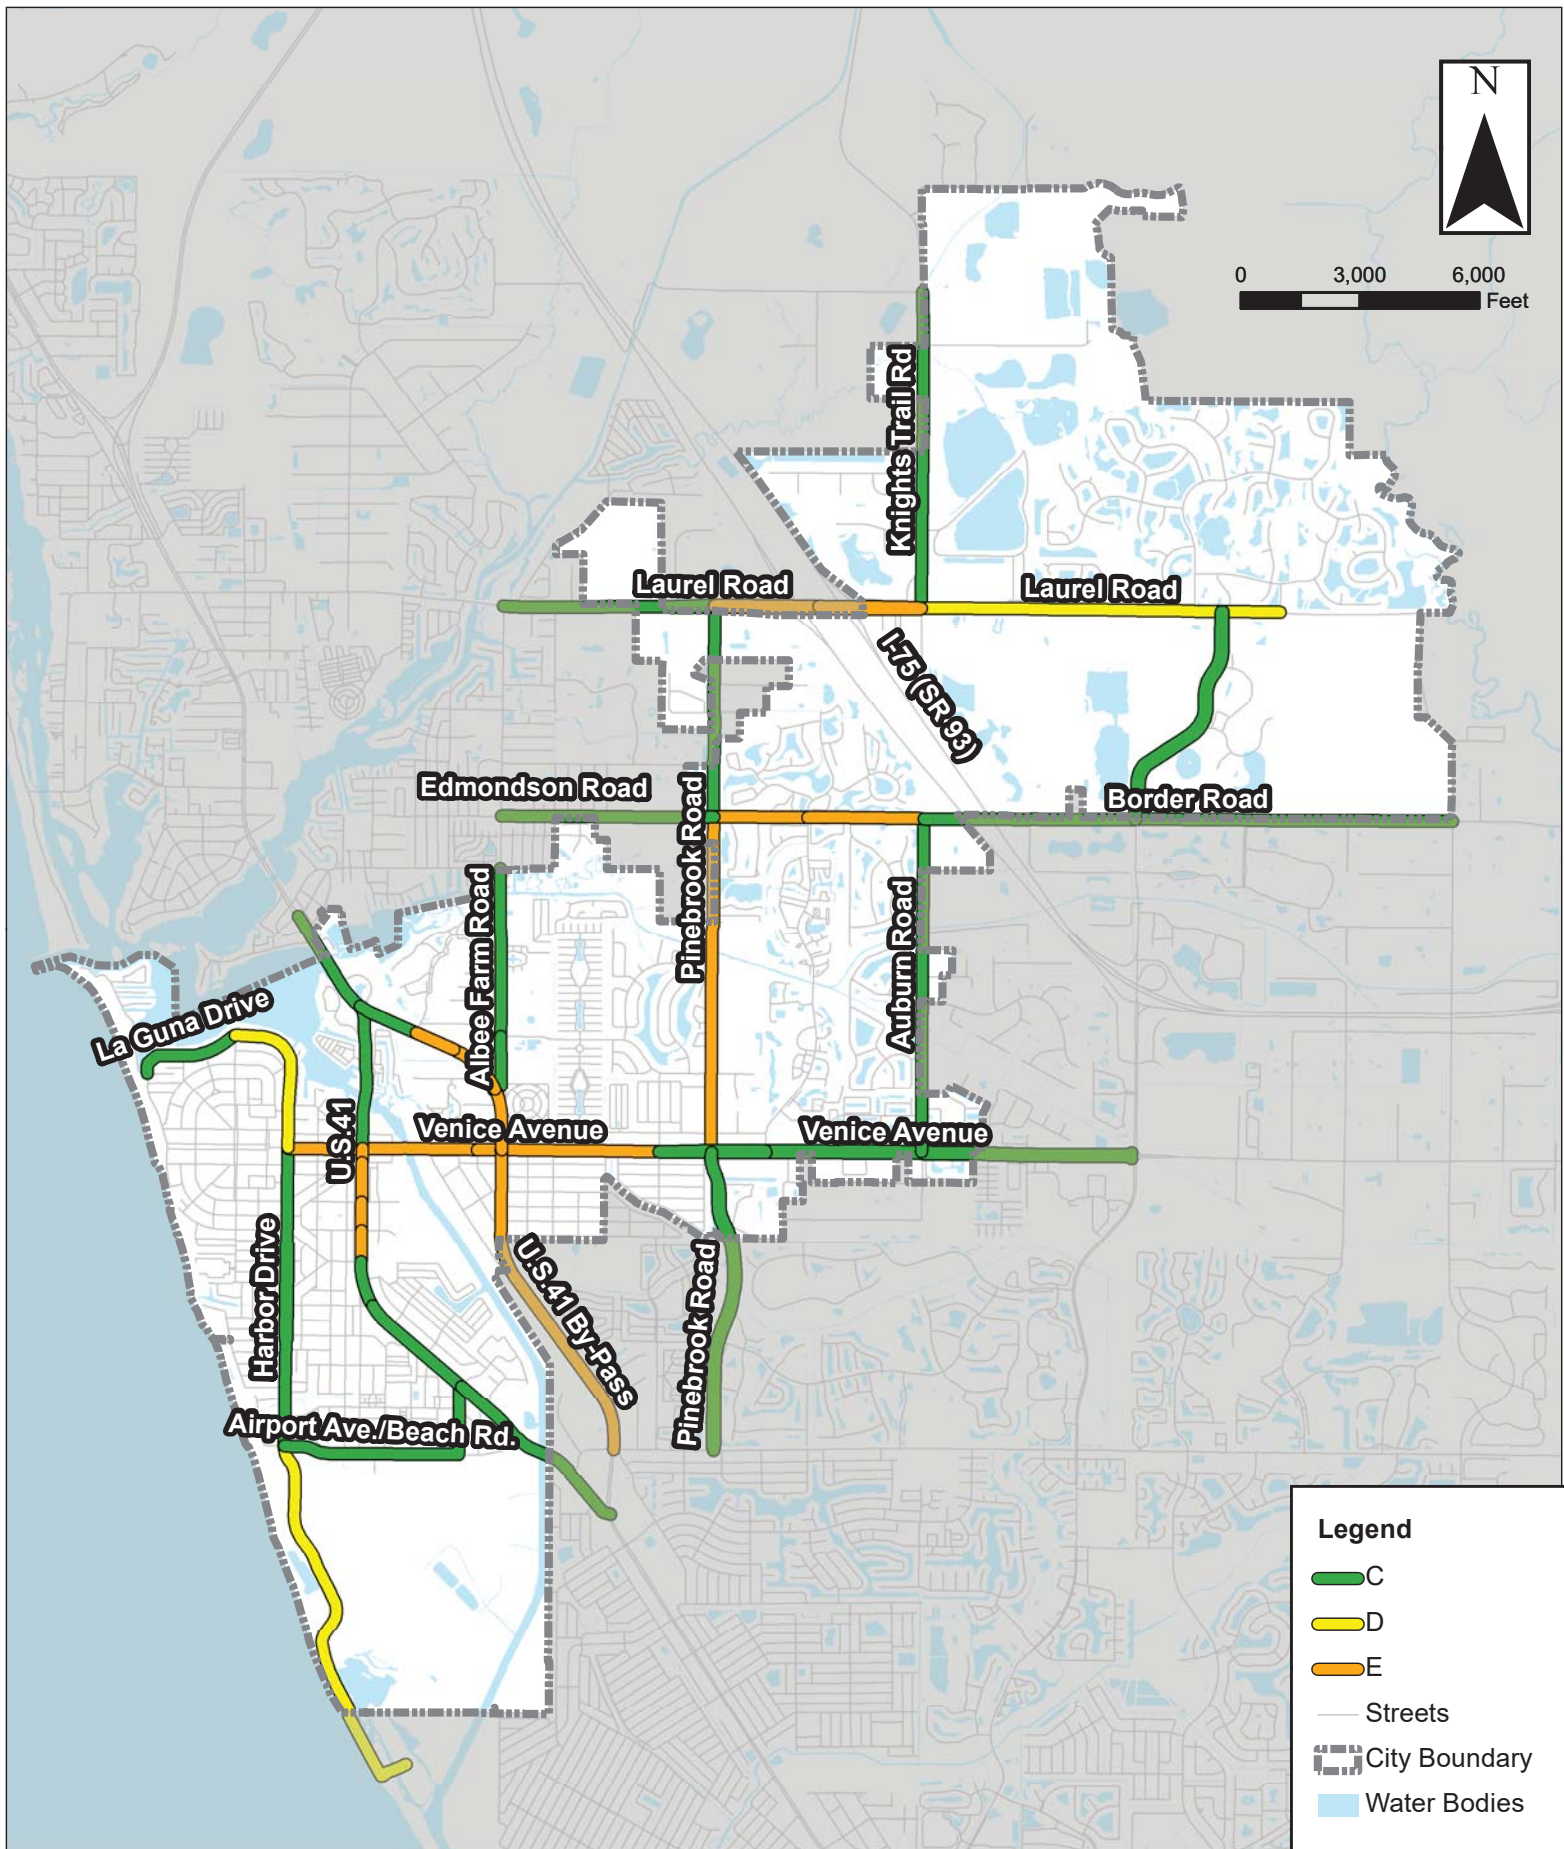 N
0 3,000 6,000
Feet
Knights Trail Rd
Laurel Road
Laurel Road
I-75 (SR 93)
Edmondson Road
Pinebrook Road
Border Road
Albee Farm Road
Auburn Road
La Guna Drive
U.S.41
Venice Avenue
Venice Avenue
Harbor Drive
U.S.41 By-Pass
Pinebrook Road
Airport Ave./Beach Rd.
Legend
C
D
E
Streets
City Boundary
Water Bodies